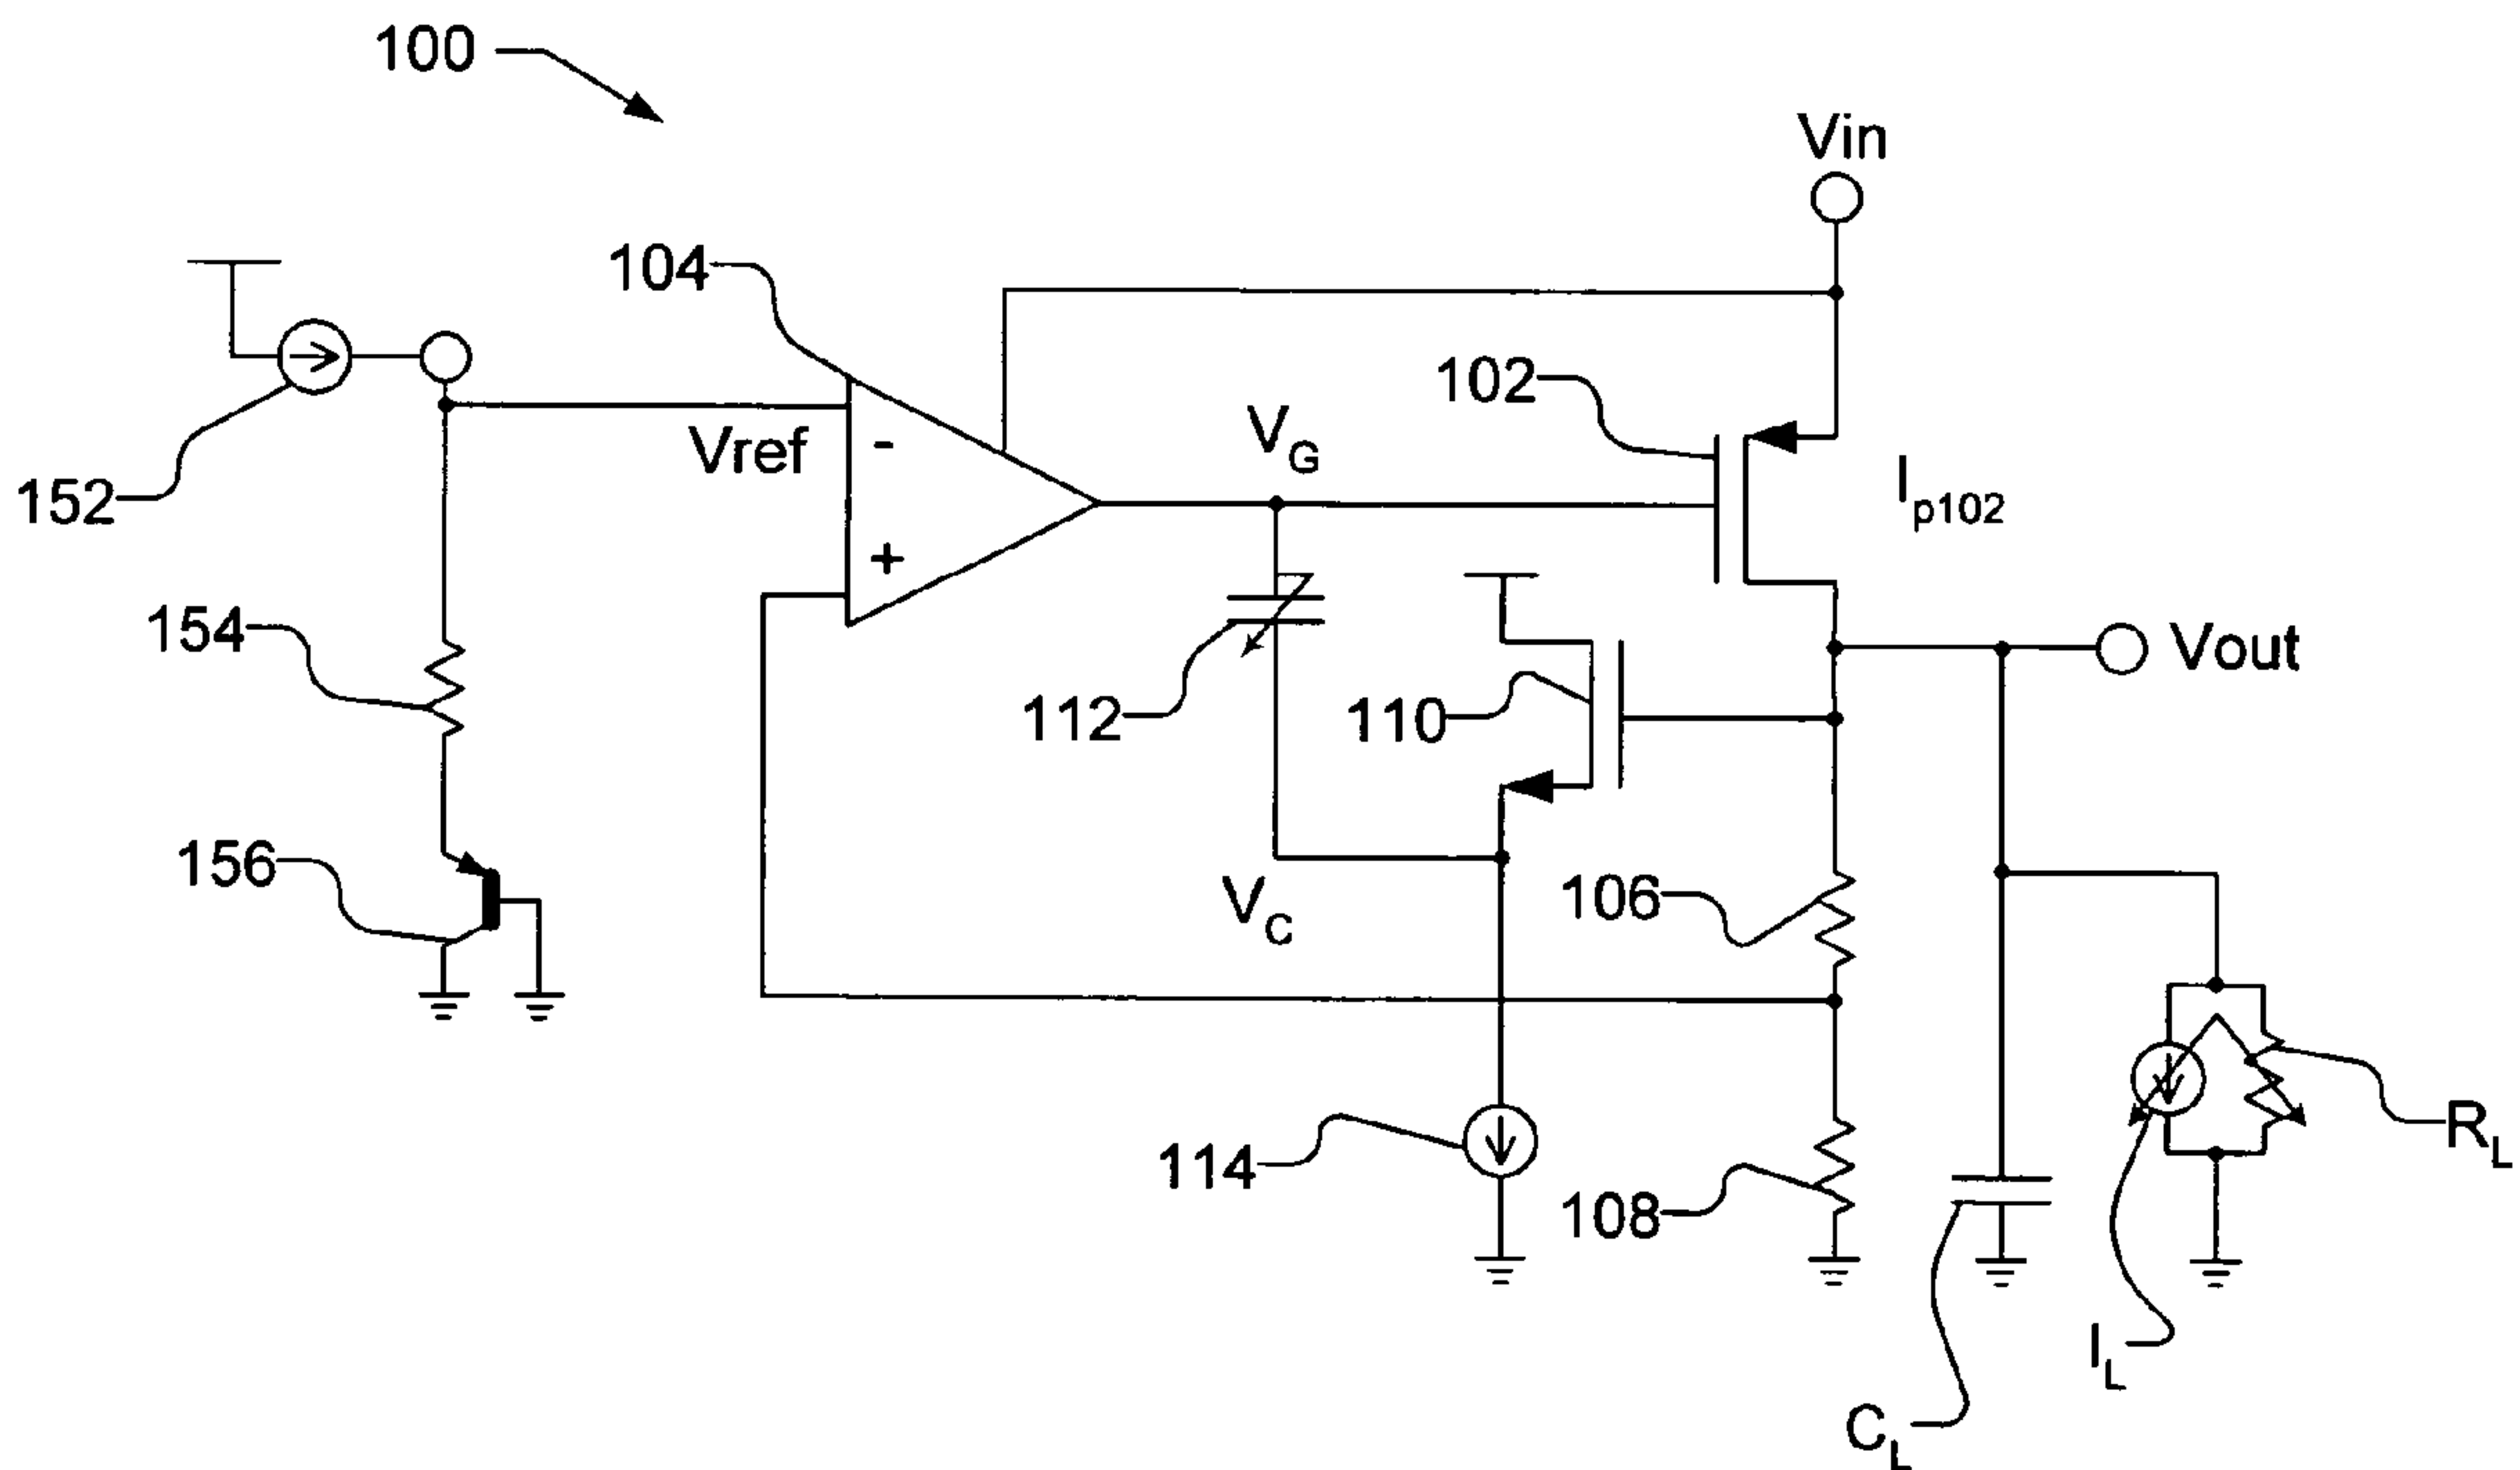 100
Vin
104
102
Vref
-
V_G
I_p102
152
+
154
Vout
112
110
156
V_C
106
114
108
R_L
I_L
C_L